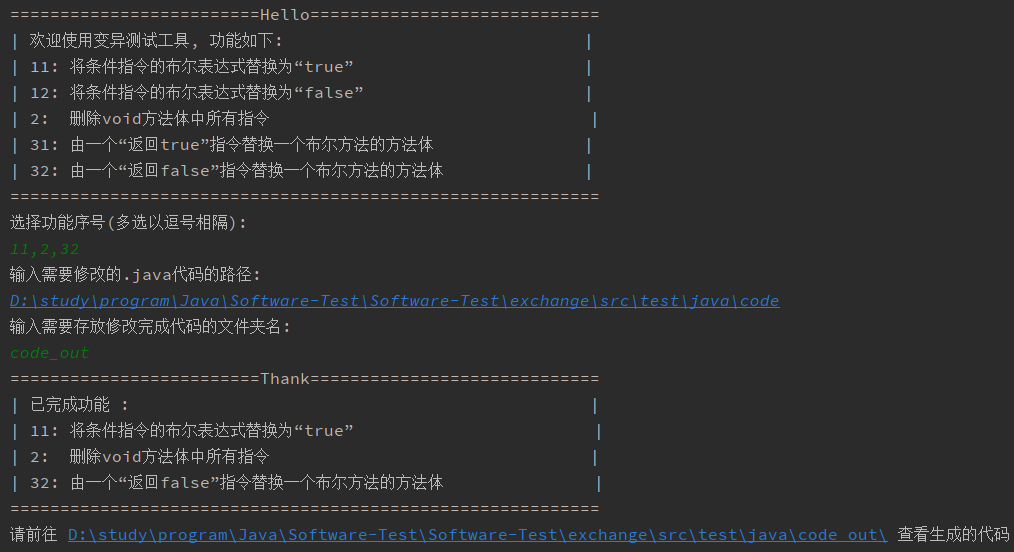 =========================Hello=============================
| 欢迎使用变异测试工具, 功能如下:                              |
| 11: 将条件指令的布尔表达式替换为“true”                       |
| 12: 将条件指令的布尔表达式替换为“false”                      |
| 2:  删除void方法体中所有指令                                |
| 31: 由一个“返回true”指令替换一个布尔方法的方法体               |
| 32: 由一个“返回false”指令替换一个布尔方法的方法体              |
===========================================================
选择功能序号(多选以逗号相隔):
11,2,32
输入需要修改的.java代码的路径:
D:\study\program\Java\Software-Test\Software-Test\exchange\src\test\java\code
输入需要存放修改完成代码的文件夹名:
code_out
=========================Thank=============================
| 已完成功能 :                                              |
| 11: 将条件指令的布尔表达式替换为“true”                        |
| 2:  删除void方法体中所有指令                                |
| 32: 由一个“返回false”指令替换一个布尔方法的方法体               |
===========================================================
请前往 D:\study\program\Java\Software-Test\Software-Test\exchange\src\test\java\code_out\ 查看生成的代码